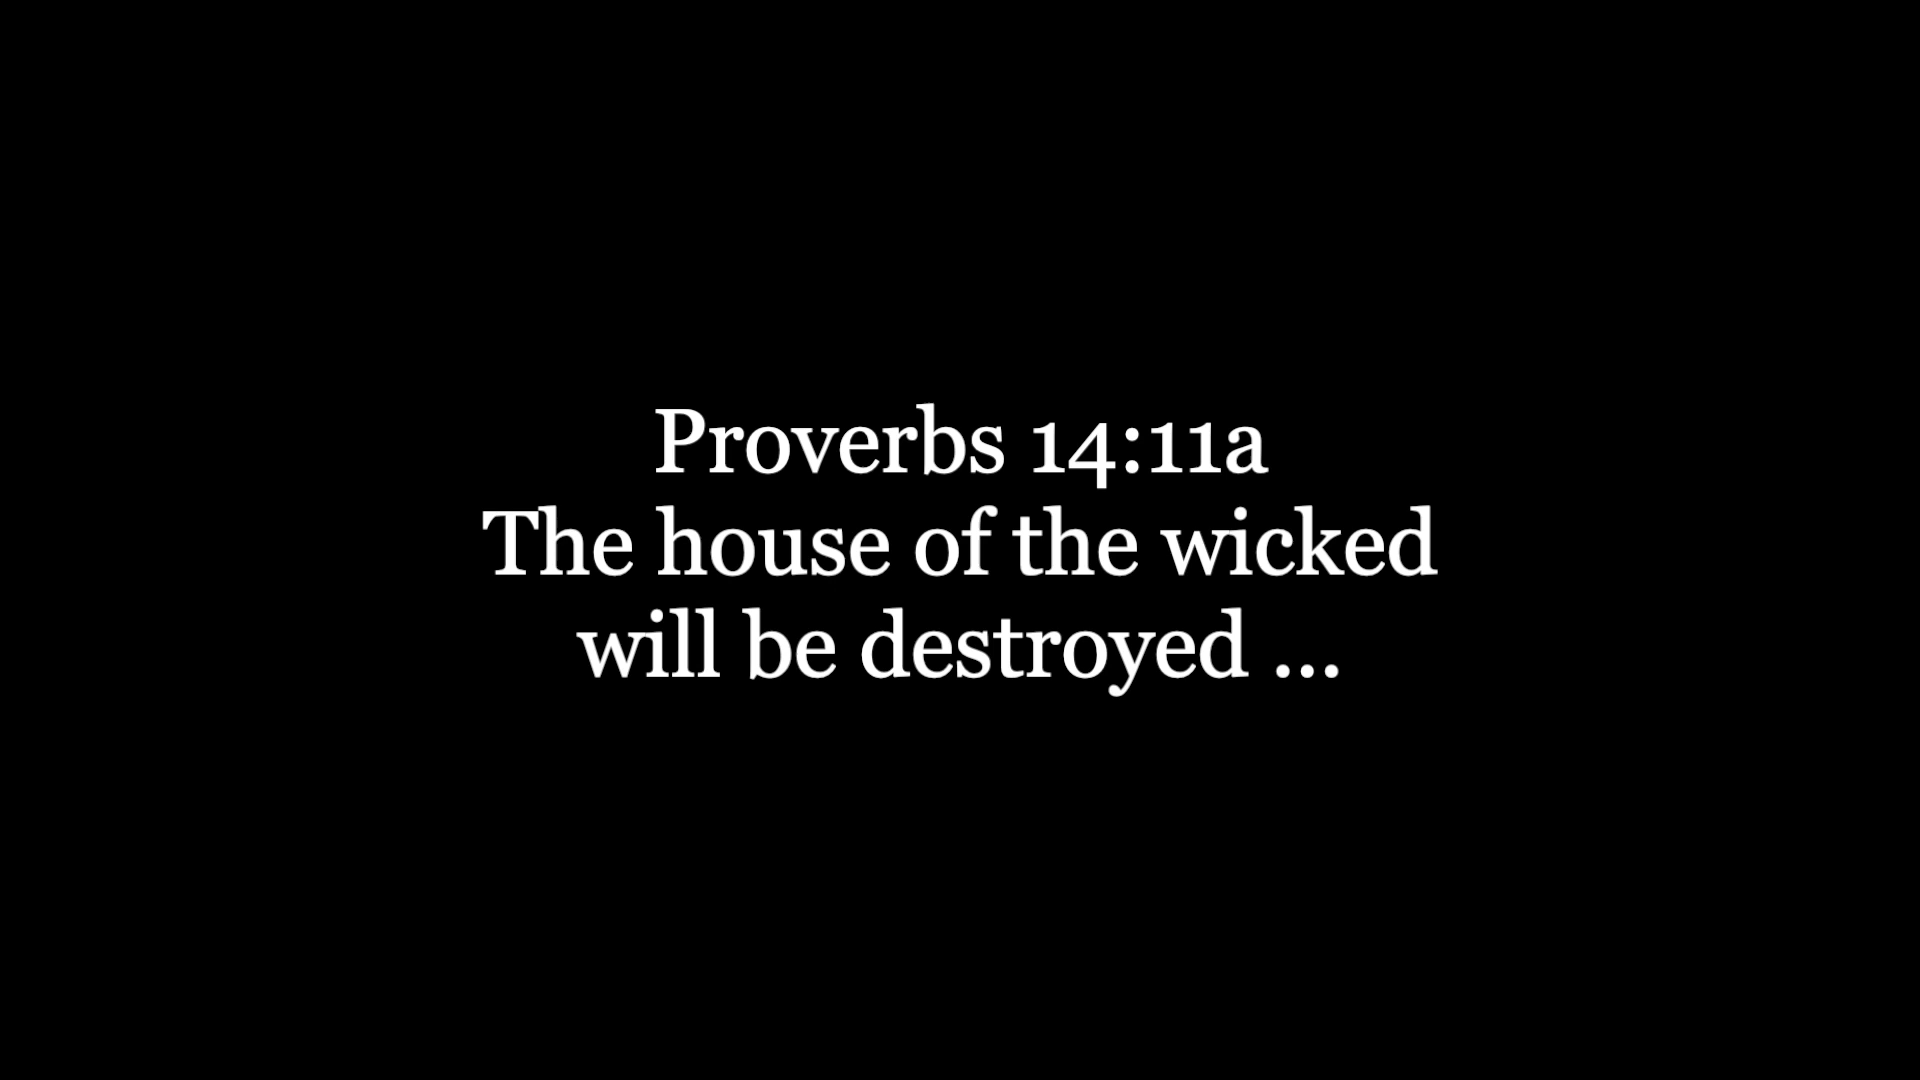 Proverbs 14:11a
The house of the wicked
will be destroyed ...